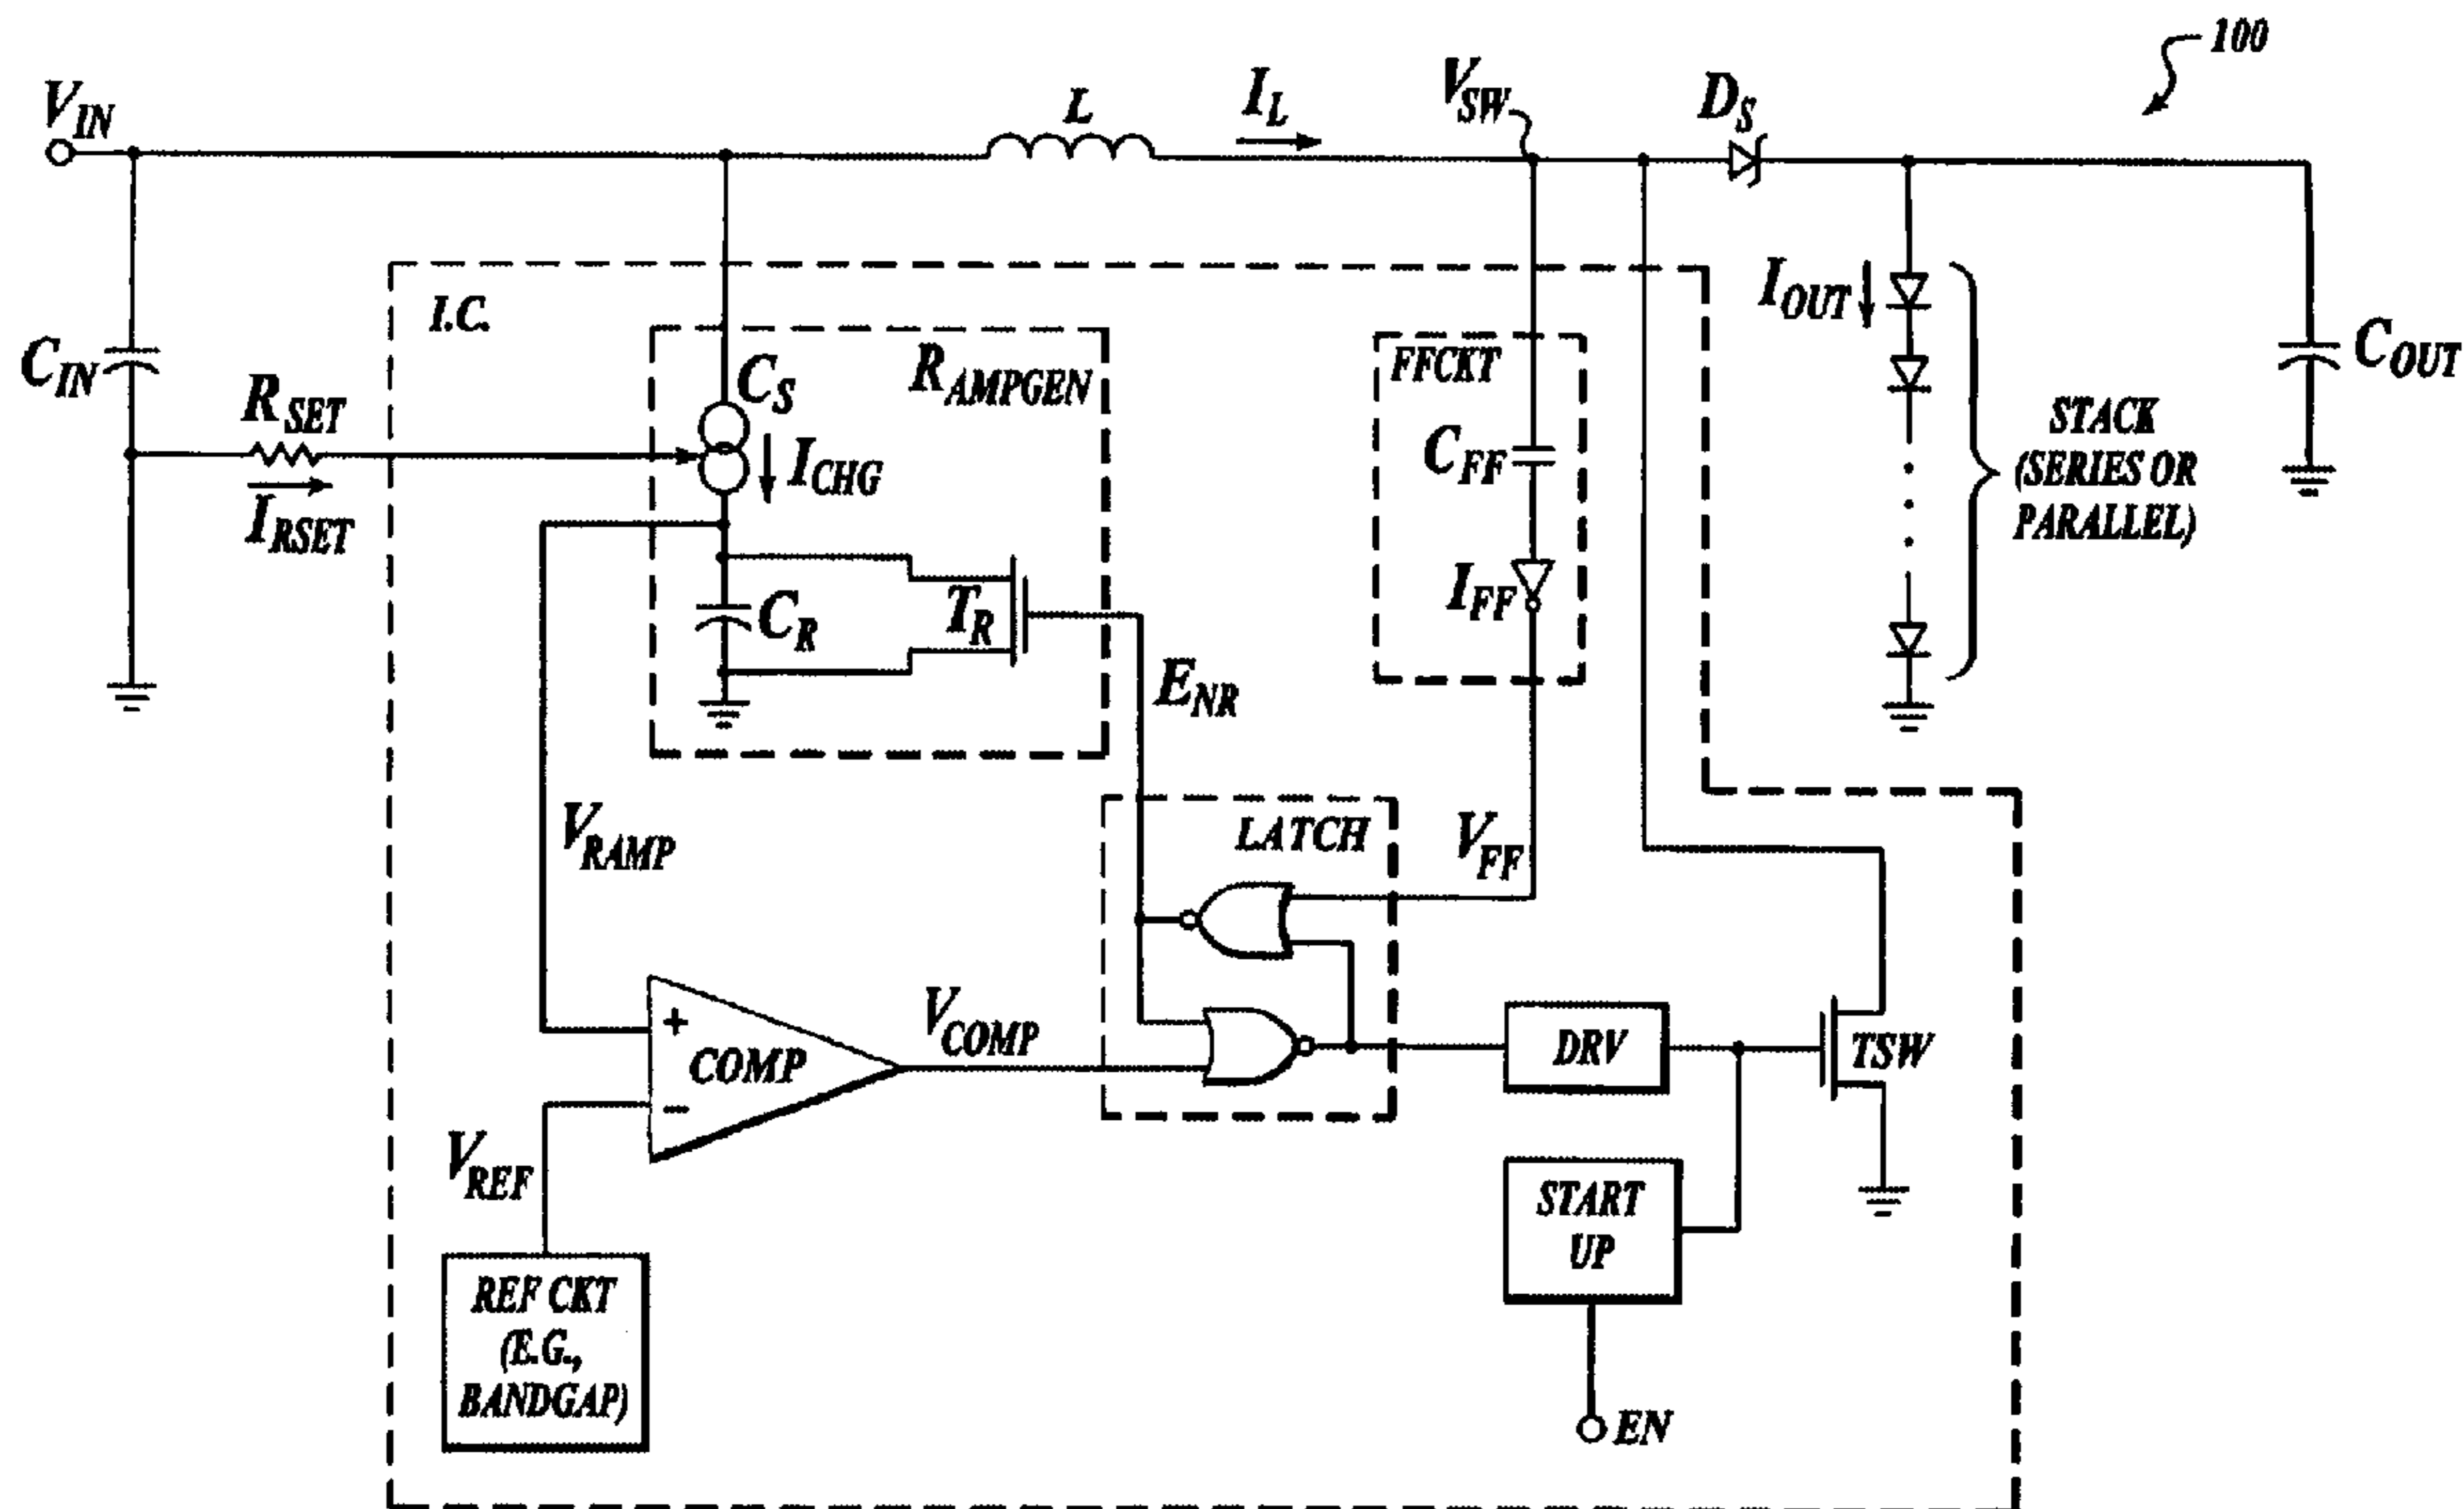 100
V_IN
L
I_L
V_SW
D_S
I.C.
C_IN
R_SET
I_RSET
C_S
R_AMPGEN
I_CHG
C_R
T_R
E_NR
FFCKT
C_FF
I_FF
I_OUT
STACK
(SERIES OR
PARALLEL)
C_OUT
V_RAMP
LATCH
V_FF
+
COMP
−
V_COMP
V_REF
DRV
TSW
START
UP
REF CKT
(E.G.,
BANDGAP)
EN